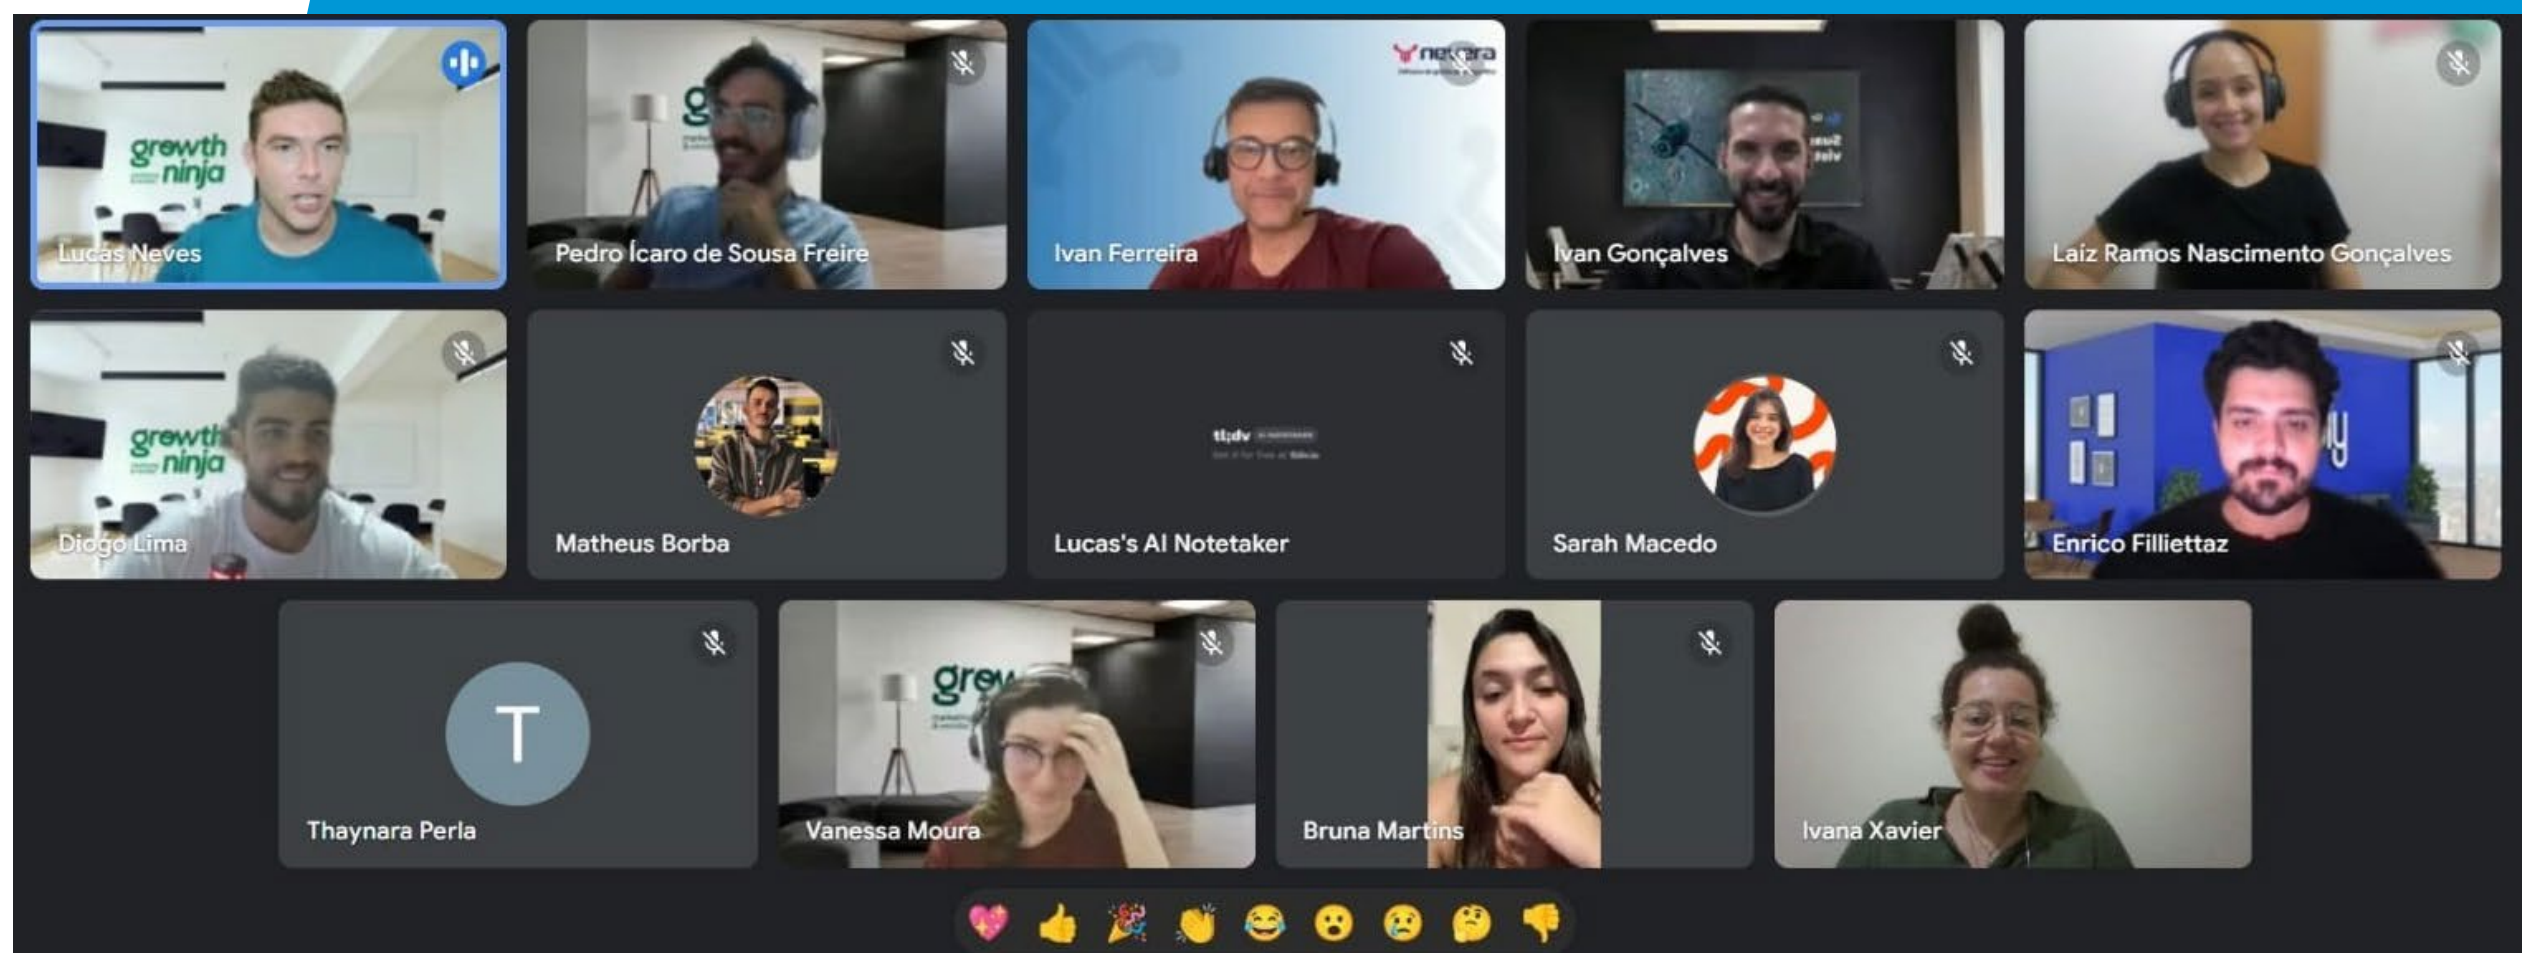 growth
ninja
Lucas Neves
g
Pedro Ícaro de Sousa Freire
Ivan Ferreira
Ivan Gonçalves
Laíz Ramos Nascimento Gonçalves
growth
ninja
Diogo Lima
Matheus Borba
tl;dv
Lucas's AI Notetaker
Sarah Macedo
Enrico Filliettaz
T
Thaynara Perla
grow
Vanessa Moura
Bruna Martins
Ivana Xavier